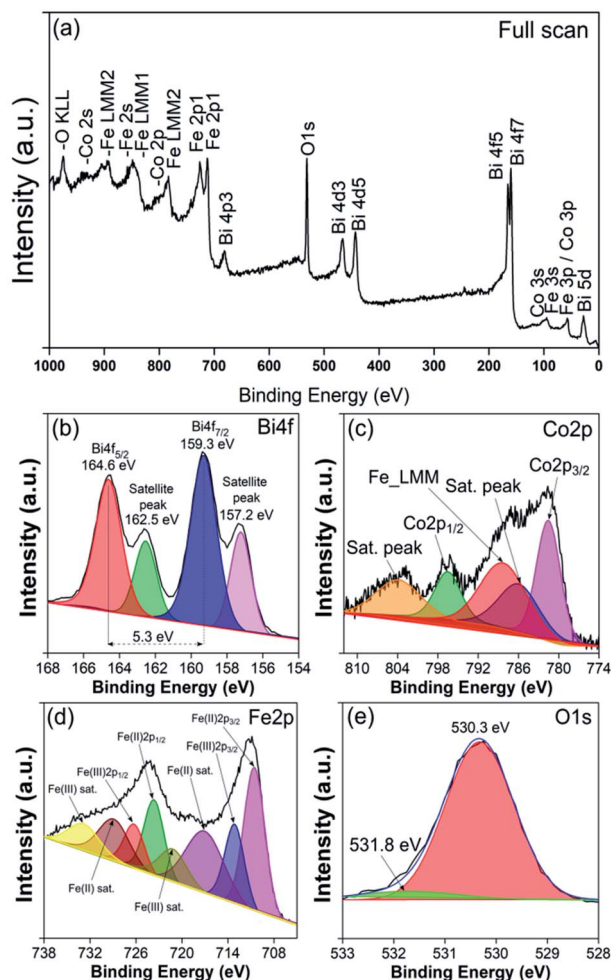 (a)
Full scan
-O KLL
-Co 2s
-Fe LMM2
-Fe 2s
-Fe LMM1
-Co 2p
Fe LMM2
Fe 2p1
Fe 2p1
Bi 4p3
O1s
Bi 4d3
Bi 4d5
Bi 4f5
Bi 4f7
Co 3s
Fe 3s
Fe 3p / Co 3p
Bi 5d
Intensity (a.u.)
1000 900 800 700 600 500 400 300 200 100 0
Binding Energy (eV)
(b)
Bi4f
Bi4f5/2
164.6 eV
Satellite
peak
162.5 eV
Bi4f7/2
159.3 eV
Satellite
peak
157.2 eV
5.3 eV
Intensity (a.u.)
168 166 164 162 160 158 156 154
Binding Energy (eV)
(c)
Co2p
Co2p3/2
Fe_LMM
Sat. peak
Co2p1/2
Sat. peak
Intensity (a.u.)
810 804 798 792 786 780 774
Binding Energy (eV)
(d)
Fe2p
Fe(II)2p3/2
Fe(III)2p3/2
Fe(II) sat.
Fe(II)2p1/2
Fe(III)2p1/2
Fe(III) sat.
Fe(II) sat.
Fe(III) sat.
Intensity (a.u.)
738 732 726 720 714 708
Binding Energy (eV)
(e)
O1s
530.3 eV
531.8 eV
Intensity (a.u.)
533 532 531 530 529 528
Binding Energy (eV)